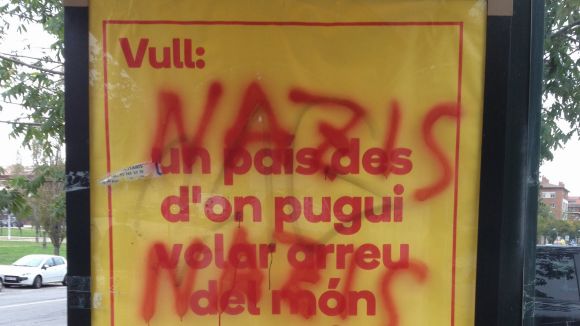 Vull:
NAZIS
un país des
d'on pugui
volar arreu
NAZIS
del món